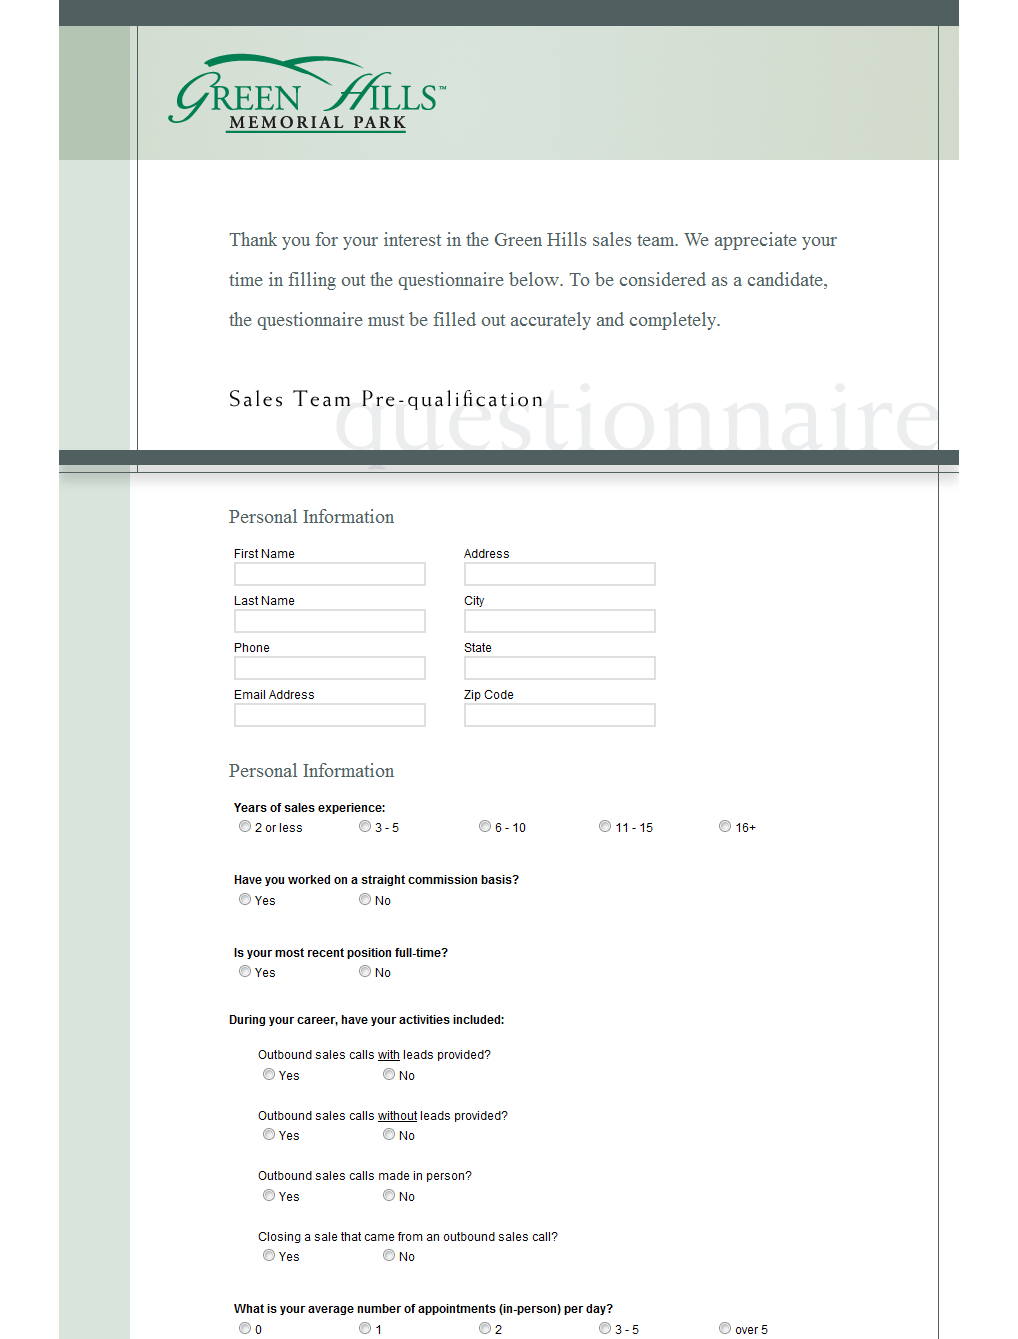 GREEN HILLS™
MEMORIAL PARK
Thank you for your interest in the Green Hills sales team. We appreciate your
time in filling out the questionnaire below. To be considered as a candidate,
the questionnaire must be filled out accurately and completely.
Sales Team Pre-qualification
questionnaire
Personal Information
First Name Address
Last Name City
Phone State
Email Address Zip Code
Personal Information
Years of sales experience:
2 or less 3 - 5 6 - 10 11 - 15 16+
Have you worked on a straight commission basis?
Yes No
Is your most recent position full-time?
Yes No
During your career, have your activities included:
Outbound sales calls with leads provided?
Yes No
Outbound sales calls without leads provided?
Yes No
Outbound sales calls made in person?
Yes No
Closing a sale that came from an outbound sales call?
Yes No
What is your average number of appointments (in-person) per day?
0 1 2 3 - 5 over 5